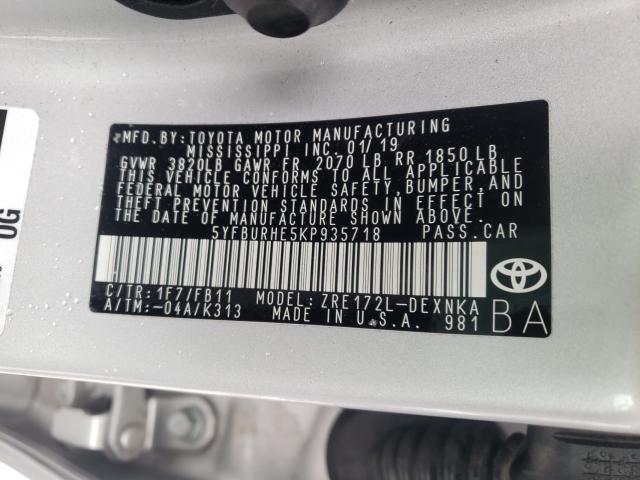 MFD.BY:TOYOTA MOTOR MANUFACTURING
MISSISSIPPI INC.01/19
GVWR 3820LB GAWR FR 2070 LB RR 1850 LB
THIS VEHICLE CONFORMS TO ALL APPLICABLE
FEDERAL MOTOR VEHICLE SAFETY,BUMPER,AND
THEFT PREVENTION STANDARDS IN EFFECT ON
THE DATE OF MANUFACTURE SHOWN ABOVE.
5YFBURHE5KP935718 PASS.CAR
C/TR:1F7/FB11 MODEL:ZRE172L-DEXNKA
A/TM:-04A/K313 MADE IN U.S.A. 981
BA
TOYOTA
OG